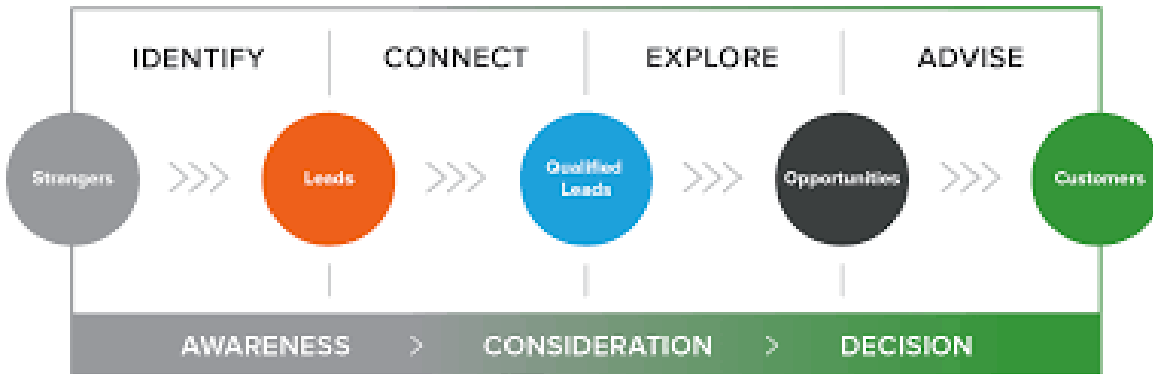 IDENTIFY
CONNECT
EXPLORE
ADVISE
Strangers
Leads
Qualified
Leads
Opportunities
Customers
AWARENESS > CONSIDERATION > DECISION